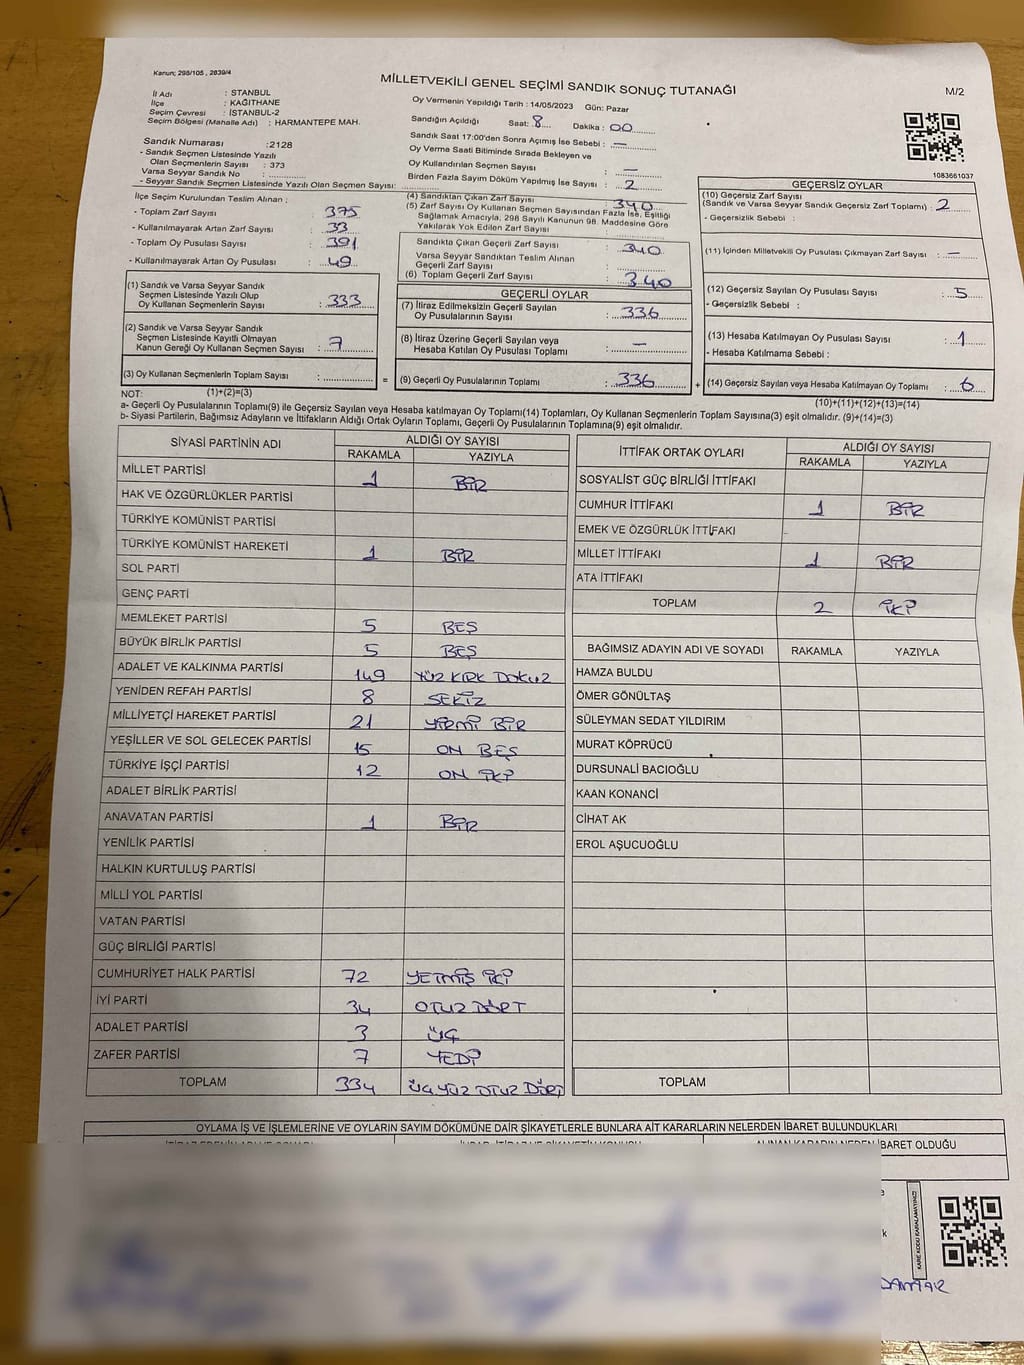 Kanun; 298/105 , 2839/4
MİLLETVEKİLİ GENEL SEÇİMİ SANDIK SONUÇ TUTANAĞI
M/2
İl Adı : İSTANBUL
İlçe : KAĞITHANE
Seçim Çevresi : İSTANBUL-2
Seçim Bölgesi (Mahalle Adı) : HARMANTEPE MAH.
Sandık Numarası :2128
- Sandık Seçmen Listesinde Yazılı
Olan Seçmenlerin Sayısı : 373
Varsa Seyyar Sandık No :
- Seyyar Sandık Seçmen Listesinde Yazılı Olan Seçmen Sayısı:
Oy Vermenin Yapıldığı Tarih : 14/05/2023 Gün: Pazar
Sandığın Açıldığı Saat: 8 Dakika : 00
Sandık Saat 17:00'den Sonra Açımış İse Sebebi : —
Oy Verme Saati Bitiminde Sırada Bekleyen ve
Oy Kullandırılan Seçmen Sayısı : —
Birden Fazla Sayım Döküm Yapılmış İse Sayısı : 2
1083661037
İlçe Seçim Kurulundan Teslim Alınan ;
- Toplam Zarf Sayısı : 375
- Kullanılmayarak Artan Zarf Sayısı : 33
- Toplam Oy Pusulası Sayısı : 391
- Kullanılmayarak Artan Oy Pusulası : 49
(1) Sandık ve Varsa Seyyar Sandık
Seçmen Listesinde Yazılı Olup
Oy Kullanan Seçmenlerin Sayısı : 333
(2) Sandık ve Varsa Seyyar Sandık
Seçmen Listesinde Kayıtlı Olmayan
Kanun Gereği Oy Kullanan Seçmen Sayısı : 7
(3) Oy Kullanan Seçmenlerin Toplam Sayısı :
(1)+(2)=(3)
(4) Sandıktan Çıkan Zarf Sayısı : 340
(5) Zarf Sayısı Oy Kullanan Seçmen Sayısından Fazla İse, Eşitliği
Sağlamak Amacıyla, 298 Sayılı Kanunun 98. Maddesine Göre
Yakılarak Yok Edilen Zarf Sayısı :
Sandıkta Çıkan Geçerli Zarf Sayısı : 340
Varsa Seyyar Sandıktan Teslim Alınan
Geçerli Zarf Sayısı :
(6) Toplam Geçerli Zarf Sayısı : 340
GEÇERLİ OYLAR
(7) İtiraz Edilmeksizin Geçerli Sayılan
Oy Pusulalarının Sayısı : 336
(8) İtiraz Üzerine Geçerli Sayılan veya
Hesaba Katılan Oy Pusulası Toplamı : —
= (9) Geçerli Oy Pusulalarının Toplamı : 336 +
GEÇERSİZ OYLAR
(10) Geçersiz Zarf Sayısı
(Sandık ve Varsa Seyyar Sandık Geçersiz Zarf Toplamı) : 2
- Geçersizlik Sebebi :
(11) İçinden Milletvekili Oy Pusulası Çıkmayan Zarf Sayısı : —
(12) Geçersiz Sayılan Oy Pusulası Sayısı : 5
- Geçersizlik Sebebi :
(13) Hesaba Katılmayan Oy Pusulası Sayısı : 1
- Hesaba Katılmama Sebebi :
(14) Geçersiz Sayılan veya Hesaba Katılmayan Oy Toplamı : 6
(10)+(11)+(12)+(13)=(14)
NOT:
a- Geçerli Oy Pusulalarının Toplamı(9) ile Geçersiz Sayılan veya Hesaba katılmayan Oy Toplamı(14) Toplamları, Oy Kullanan Seçmenlerin Toplam Sayısına(3) eşit olmalıdır. (9)+(14)=(3)
b- Siyasi Partilerin, Bağımsız Adayların ve İttifakların Aldığı Ortak Oyların Toplamı, Geçerli Oy Pusulalarının Toplamına(9) eşit olmalıdır.
SİYASİ PARTİNİN ADI ALDIĞI OY SAYISI
RAKAMLA YAZIYLA
MİLLET PARTİSİ 1 BİR
HAK VE ÖZGÜRLÜKLER PARTİSİ
TÜRKİYE KOMÜNİST PARTİSİ
TÜRKİYE KOMÜNİST HAREKETİ 1 BİR
SOL PARTİ
GENÇ PARTİ
MEMLEKET PARTİSİ 5 BEŞ
BÜYÜK BİRLİK PARTİSİ 5 BEŞ
ADALET VE KALKINMA PARTİSİ 149 YÜZ KIRK DOKUZ
YENİDEN REFAH PARTİSİ 8 SEKİZ
MİLLİYETÇİ HAREKET PARTİSİ 21 YİRMİ BİR
YEŞİLLER VE SOL GELECEK PARTİSİ 15 ON BEŞ
TÜRKİYE İŞÇİ PARTİSİ 12 ON İKİ
ADALET BİRLİK PARTİSİ
ANAVATAN PARTİSİ 1 BİR
YENİLİK PARTİSİ
HALKIN KURTULUŞ PARTİSİ
MİLLİ YOL PARTİSİ
VATAN PARTİSİ
GÜÇ BİRLİĞİ PARTİSİ
CUMHURİYET HALK PARTİSİ 72 YETMİŞ İKİ
İYİ PARTİ 34 OTUZ DÖRT
ADALET PARTİSİ 3 ÜÇ
ZAFER PARTİSİ 7 YEDİ
TOPLAM 334 ÜÇ YÜZ OTUZ DÖRT
İTTİFAK ORTAK OYLARI ALDIĞI OY SAYISI
RAKAMLA YAZIYLA
SOSYALİST GÜÇ BİRLİĞİ İTTİFAKI
CUMHUR İTTİFAKI 1 BİR
EMEK VE ÖZGÜRLÜK İTTİFAKI
MİLLET İTTİFAKI 1 BİR
ATA İTTİFAKI
TOPLAM 2 İKİ
BAĞIMSIZ ADAYIN ADI VE SOYADI RAKAMLA YAZIYLA
HAMZA BULDU
ÖMER GÖNÜLTAŞ
SÜLEYMAN SEDAT YILDIRIM
MURAT KÖPRÜCÜ
DURSUNALİ BACIOĞLU
KAAN KONANCİ
CİHAT AK
EROL AŞUCUOĞLU
TOPLAM
OYLAMA İŞ VE İŞLEMLERİNE VE OYLARIN SAYIM DÖKÜMÜNE DAİR ŞİKAYETLERLE BUNLARA AİT KARARLARIN NELERDEN İBARET BULUNDUKLARI
ALINAN KARARIN NEDEN İBARET OLDUĞU
KARE KODU KARALAMAYINIZ!